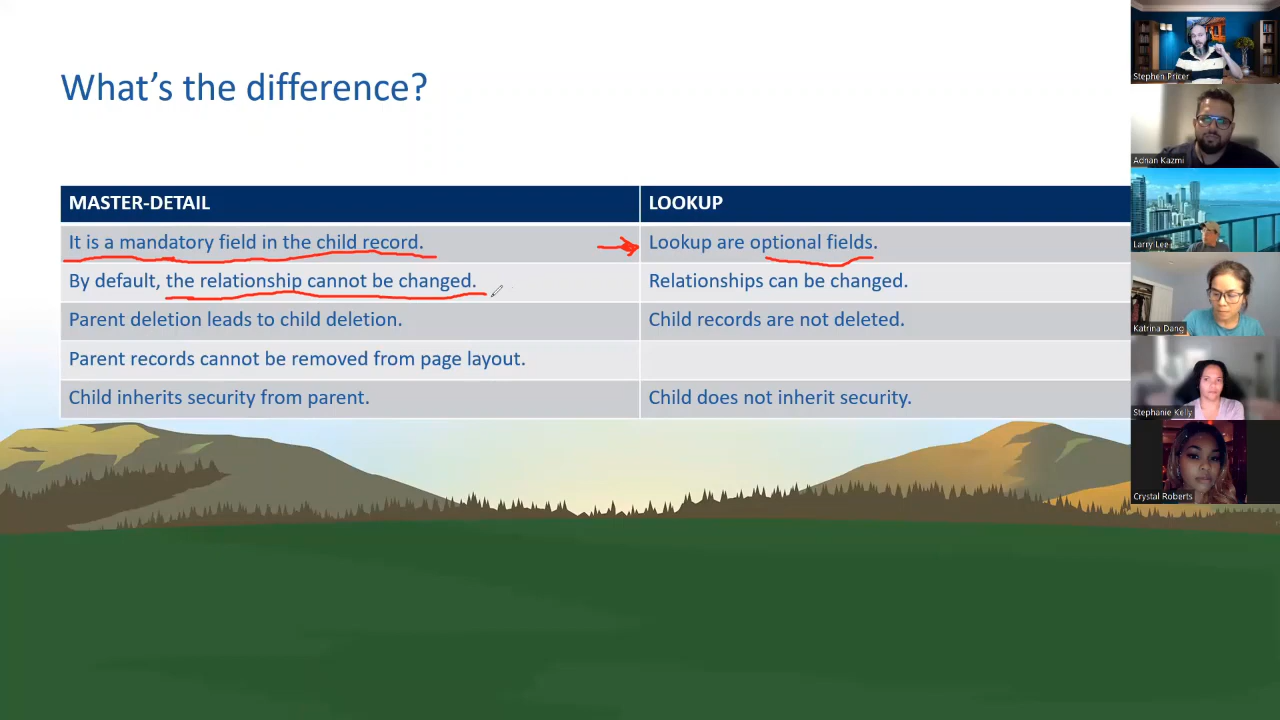 What's the difference?
MASTER-DETAIL
LOOKUP
It is a mandatory field in the child record.
Lookup are optional fields.
By default, the relationship cannot be changed.
Relationships can be changed.
Parent deletion leads to child deletion.
Child records are not deleted.
Parent records cannot be removed from page layout.
Child inherits security from parent.
Child does not inherit security.
Stephen Pricer
Adnan Kazmi
Larry Lee
Katrina Dang
Stephanie Kelly
Crystal Roberts